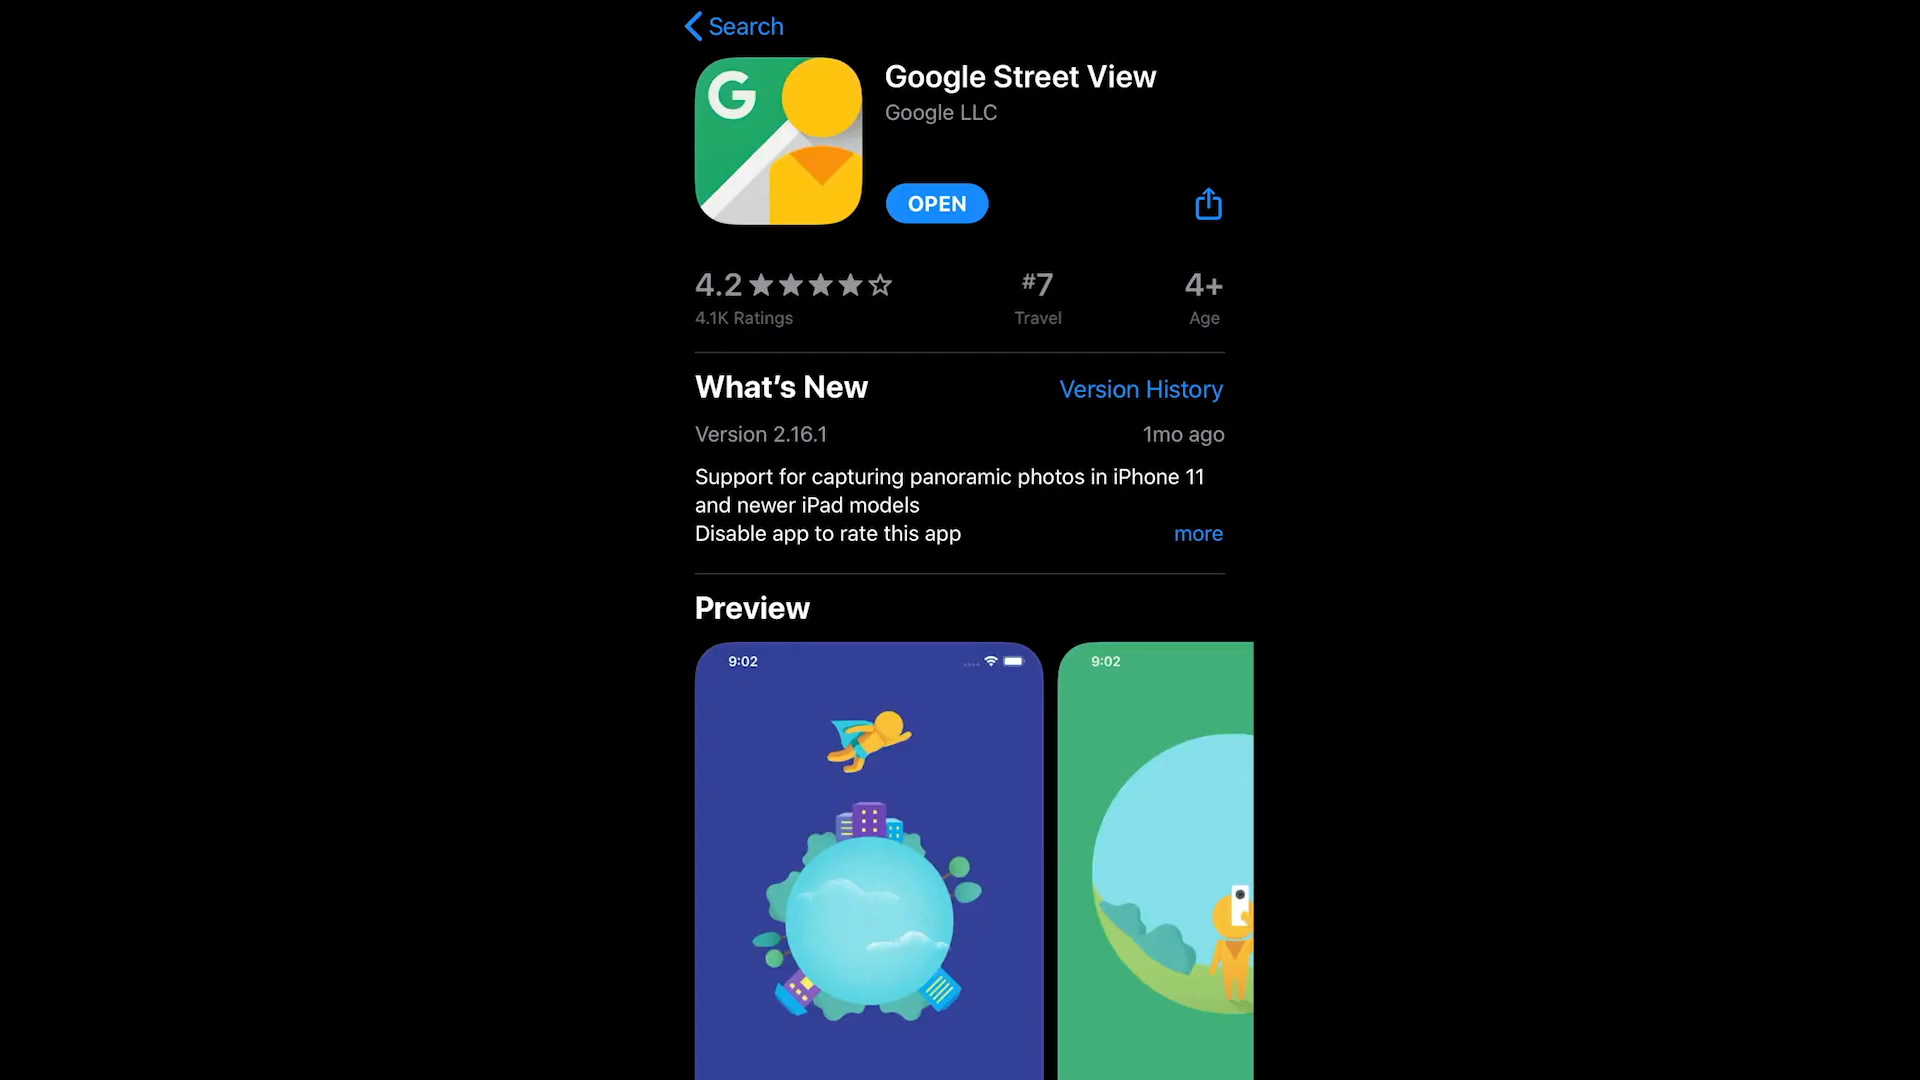 Search
G
Google Street View
Google LLC
OPEN
4.2
#7
4+
4.1K Ratings
Travel
Age
What's New
Version History
Version 2.16.1
1mo ago
Support for capturing panoramic photos in iPhone 11
and newer iPad models
Disable app to rate this app
more
Preview
9:02
9:02